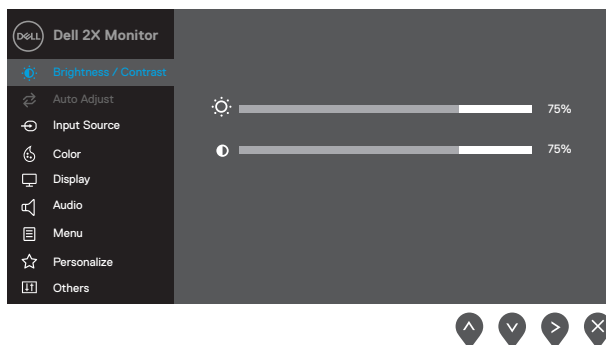 DELL Dell 2X Monitor
Brightness / Contrast
Auto Adjust
75%
Input Source
Color
75%
Display
Audio
Menu
Personalize
Others